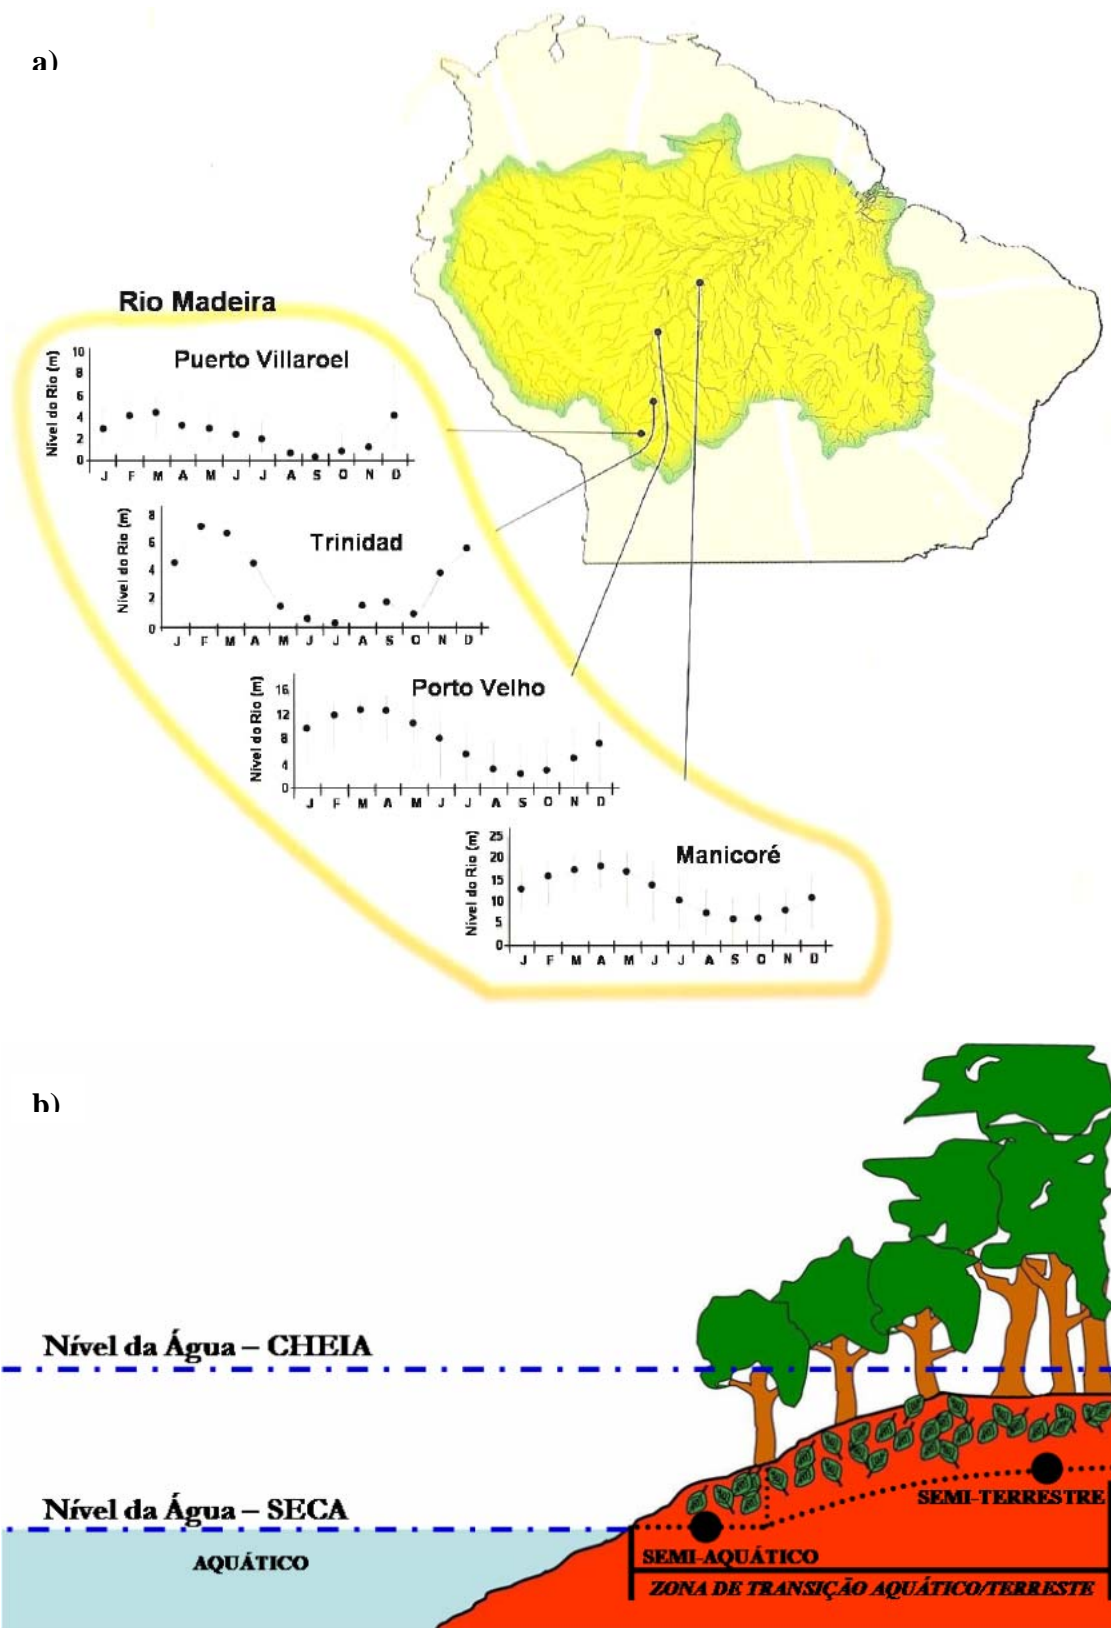 a)
Rio Madeira
Puerto Villaroel
Nível do Rio (m)
10
8
6
4
2
0
J F M A M J J A S O N D
Trinidad
Nível do Rio (m)
8
6
4
2
0
J F M A M J J A S O N D
Porto Velho
Nível do Rio (m)
16
12
8
4
0
J F M A M J J A S O N D
Manicoré
Nível do Rio (m)
25
20
15
10
5
0
J F M A M J J A S O N D
b)
Nível da Água – CHEIA
Nível da Água – SECA
SEMI-TERRESTRE
AQUÁTICO
SEMI-AQUÁTICO
ZONA DE TRANSIÇÃO AQUÁTICO/TERRESTE